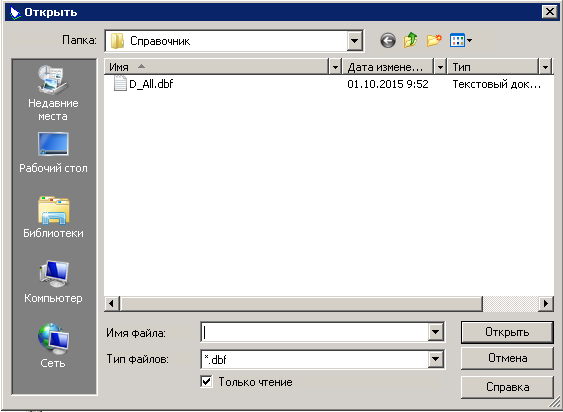 Открыть
Папка: Справочник
Имя Дата измене... Тип
D_All.dbf 01.10.2015 9:52 Текстовый док...
Недавние
места
Рабочий стол
Библиотеки
Компьютер
Сеть
Имя файла: Открыть
Тип файлов: *.dbf Отмена
Только чтение Справка